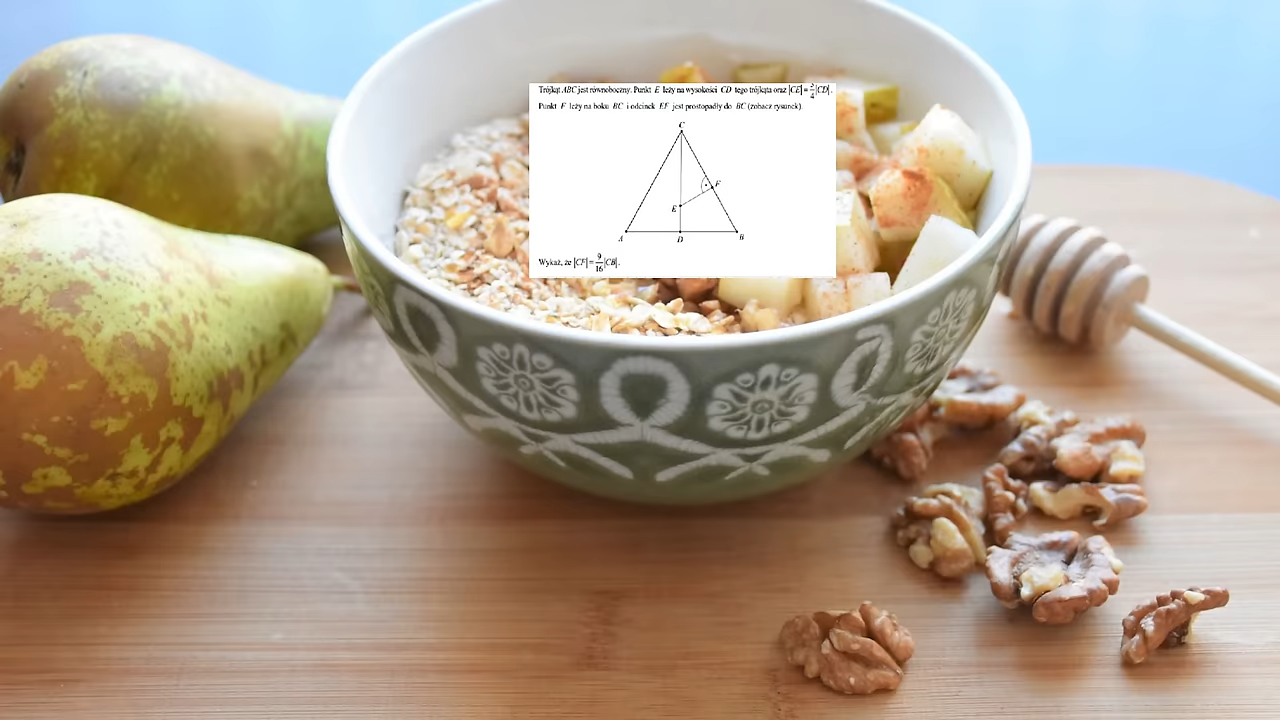 Trójkąt ABC jest równoboczny. Punkt E leży na wysokości CD tego trójkąta oraz |CE| = 3/4 |CD|.
Punkt F leży na boku BC i odcinek EF jest prostopadły do BC (zobacz rysunek).
C
F
E
A D B
Wykaż, że |CF| = 9/16 |CB|.